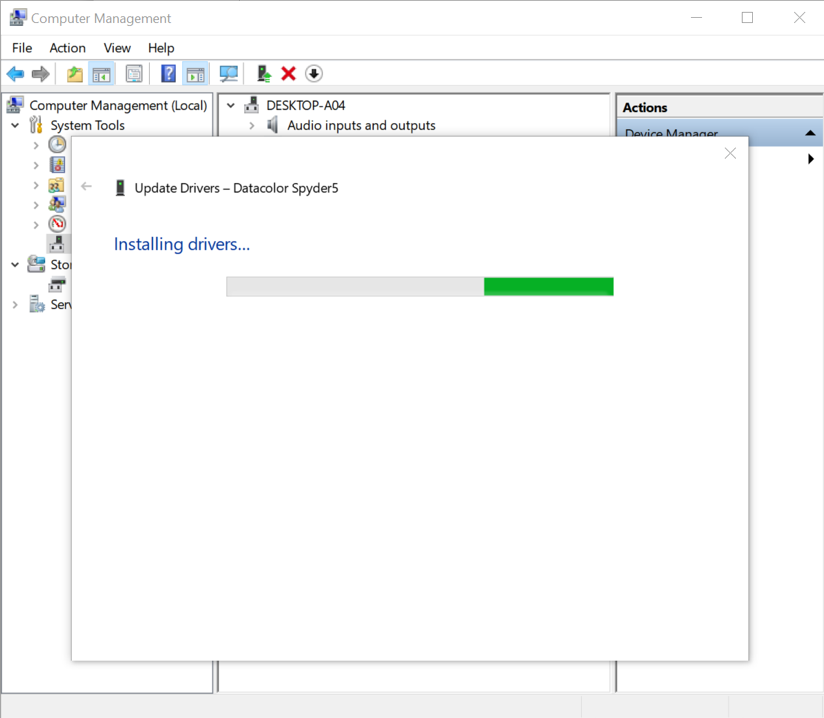 Computer Management
File Action View Help
Computer Management (Local)
System Tools
Stor
Serv
DESKTOP-A04
Audio inputs and outputs
Actions
Device Manager
Update Drivers – Datacolor Spyder5
Installing drivers...